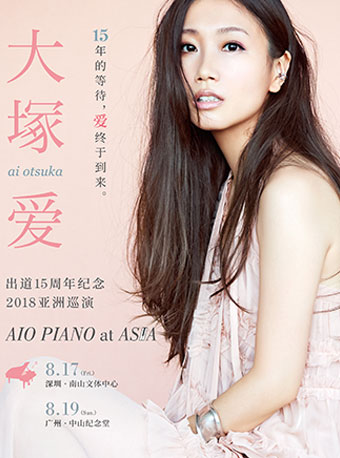 大塚爱
ai otsuka
15年的等待，爱终于到来。
出道15周年纪念
2018亚洲巡演
AIO PIANO at ASIA
8.17(Fri.)
深圳·南山文体中心
8.19(Sun.)
广州·中山纪念堂